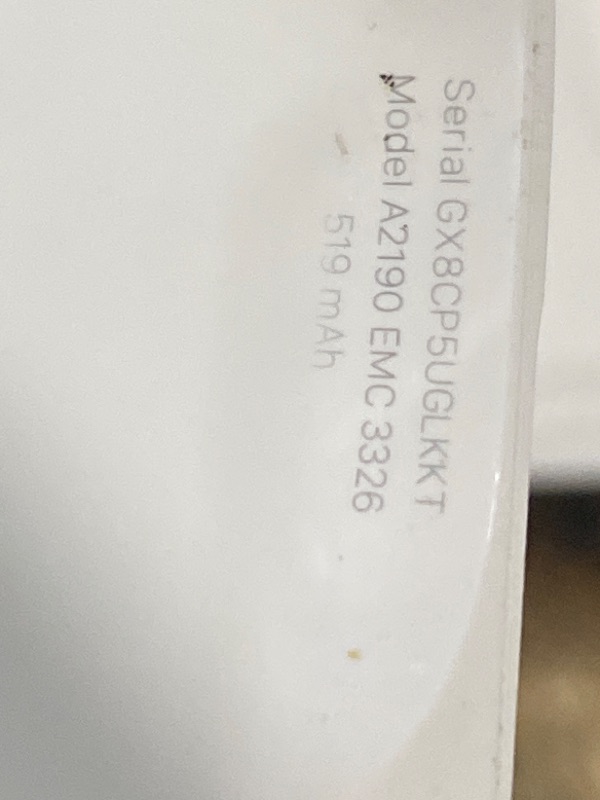 Serial GX8CP5UGLKKT
Model A2190 EMC 3326
519 mAh